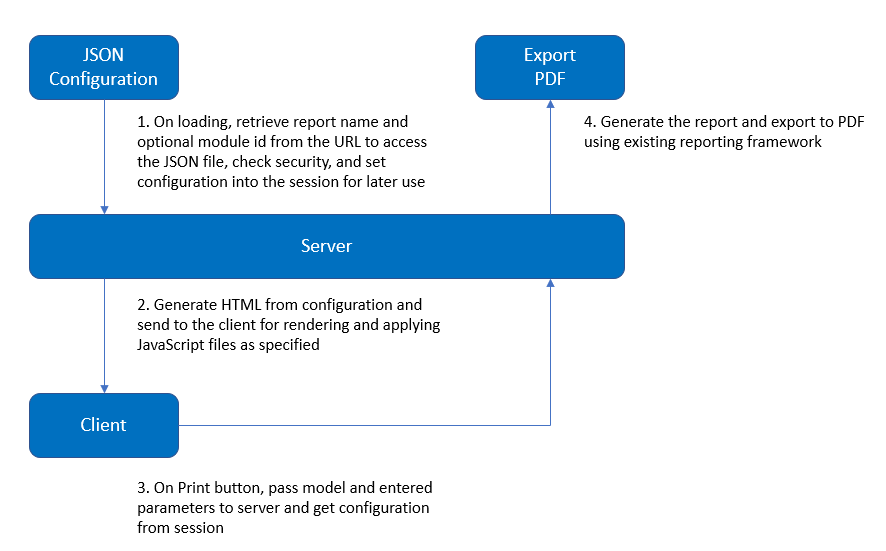 JSON
Configuration
Export
PDF
1. On loading, retrieve report name and
optional module id from the URL to access
the JSON file, check security, and set
configuration into the session for later use
4. Generate the report and export to PDF
using existing reporting framework
Server
2. Generate HTML from configuration and
send to the client for rendering and applying
JavaScript files as specified
Client
3. On Print button, pass model and entered
parameters to server and get configuration
from session